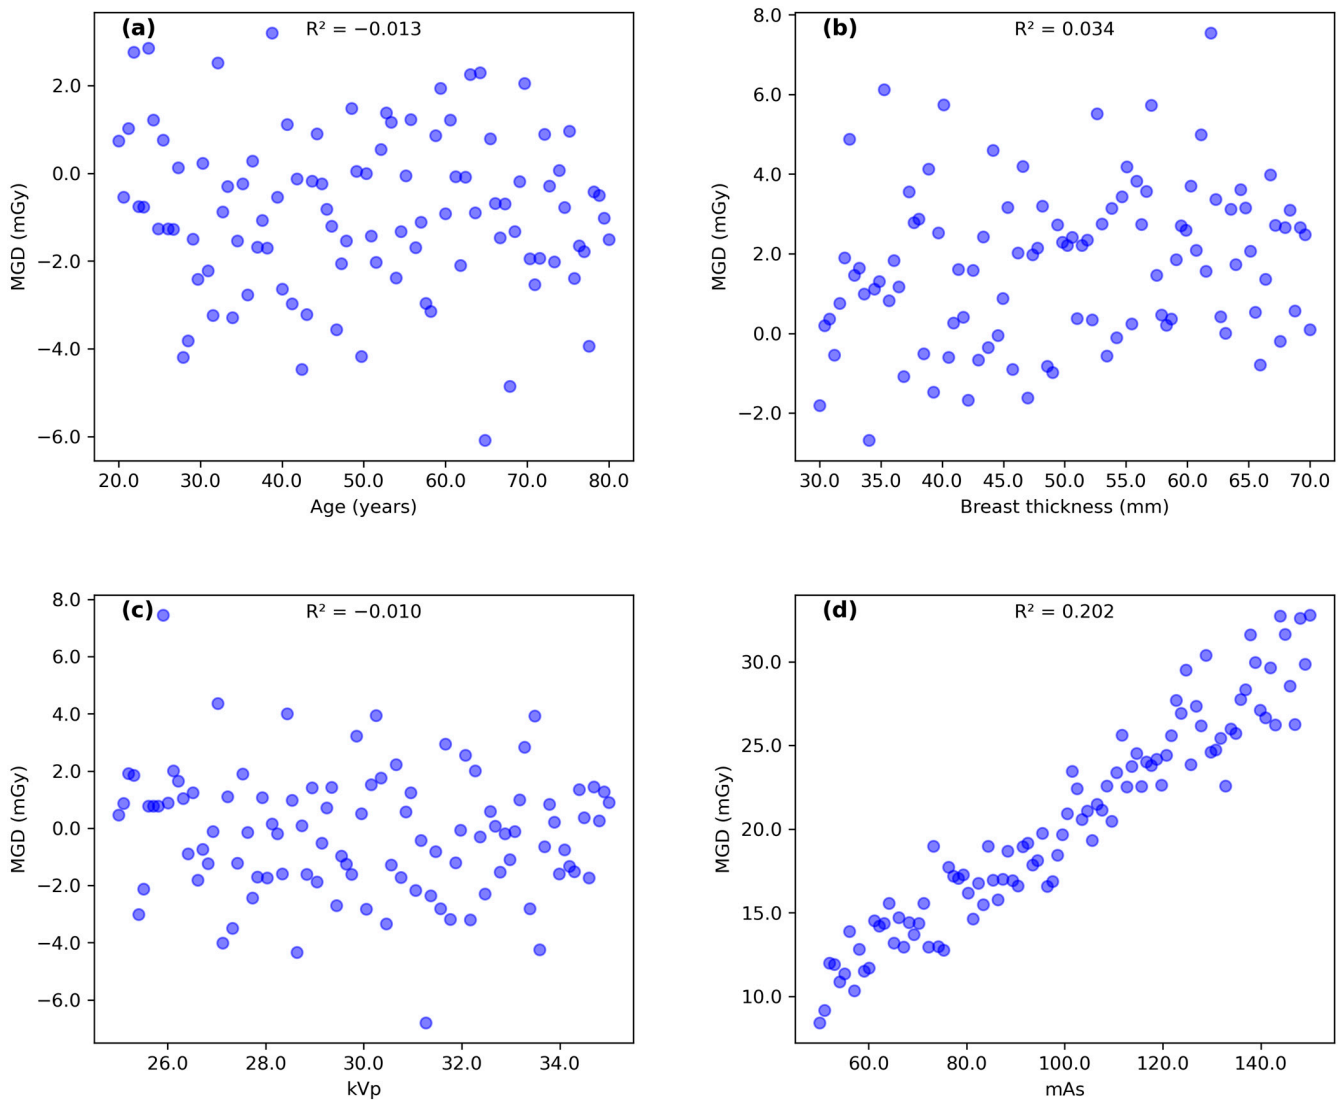 (a) R² = −0.013
MGD (mGy)
2.0
0.0
−2.0
−4.0
−6.0
20.0 30.0 40.0 50.0 60.0 70.0 80.0
Age (years)
(b) R² = 0.034
MGD (mGy)
8.0
6.0
4.0
2.0
0.0
−2.0
30.0 35.0 40.0 45.0 50.0 55.0 60.0 65.0 70.0
Breast thickness (mm)
(c) R² = −0.010
MGD (mGy)
8.0
6.0
4.0
2.0
0.0
−2.0
−4.0
−6.0
26.0 28.0 30.0 32.0 34.0
kVp
(d) R² = 0.202
MGD (mGy)
30.0
25.0
20.0
15.0
10.0
60.0 80.0 100.0 120.0 140.0
mAs